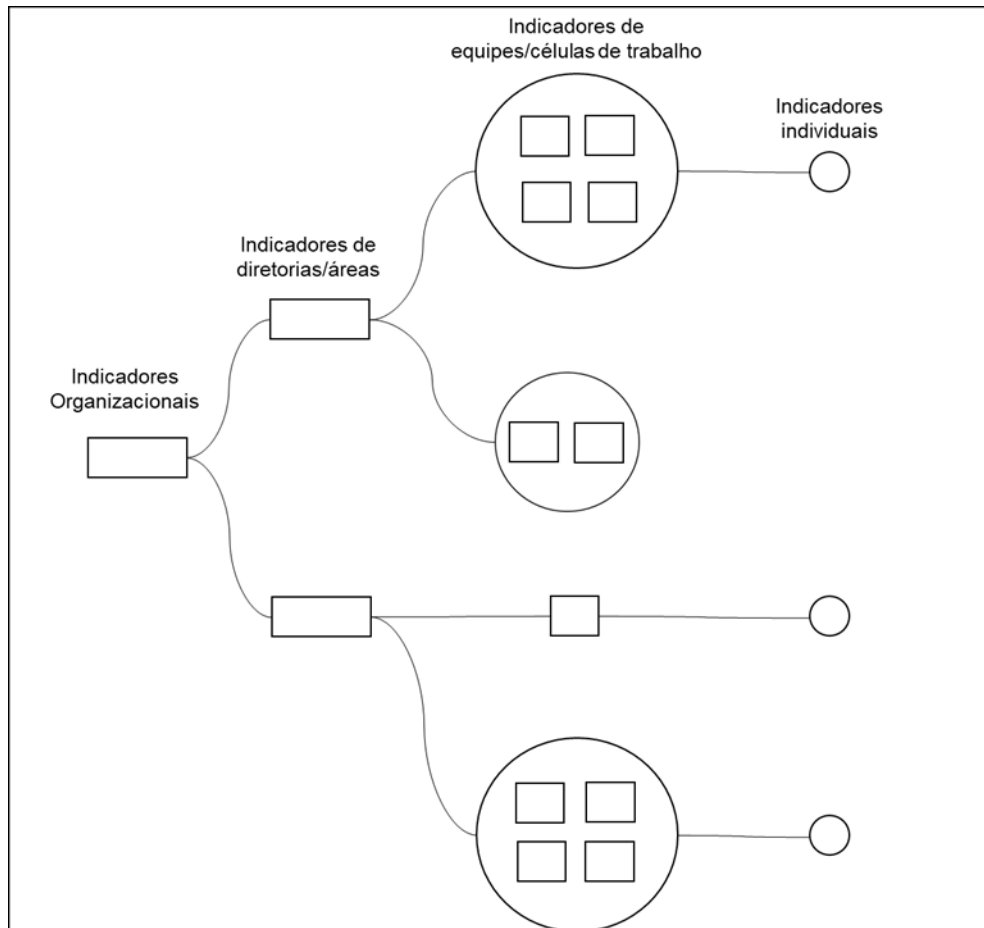 Indicadores de
equipes/células de trabalho
Indicadores
individuais
Indicadores de
diretorias/áreas
Indicadores
Organizacionais